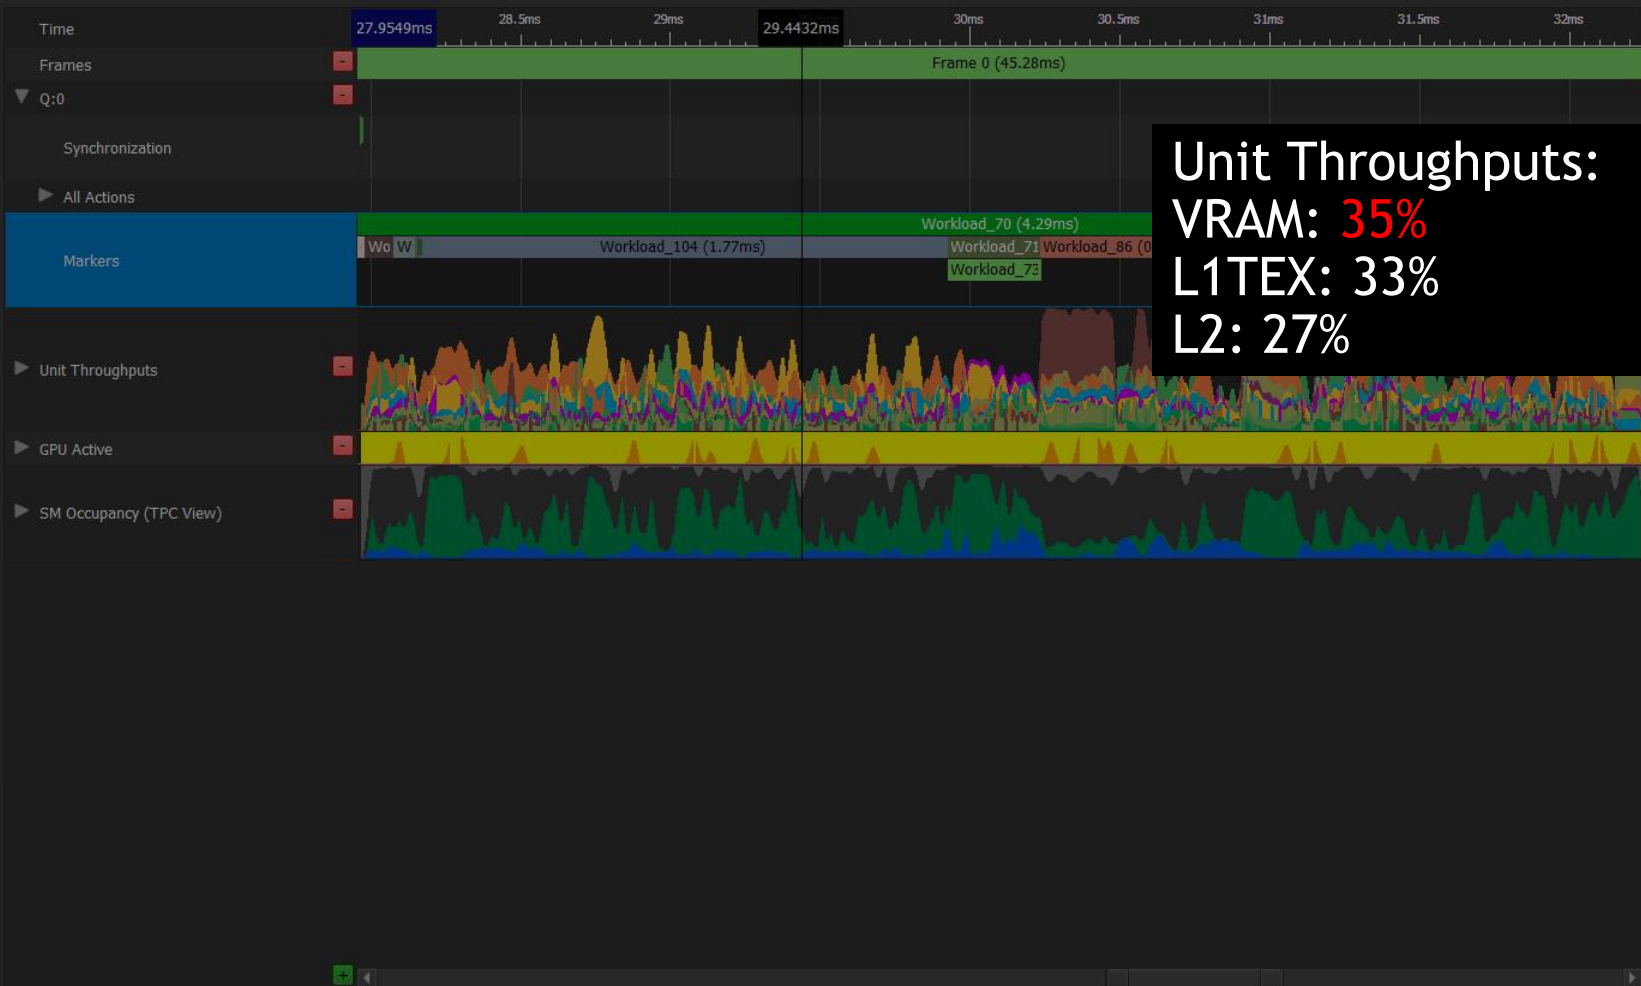 Time
27.9549ms
28.5ms
29ms
29.4432ms
30ms
30.5ms
31ms
31.5ms
32ms
Frames
Frame 0 (45.28ms)
Q:0
Synchronization
All Actions
Markers
Workload_70 (4.29ms)
Wo
W
Workload_104 (1.77ms)
Workload_71
Workload_86 (0
Workload_73
Unit Throughputs:
VRAM: 35%
L1TEX: 33%
L2: 27%
Unit Throughputs
GPU Active
SM Occupancy (TPC View)